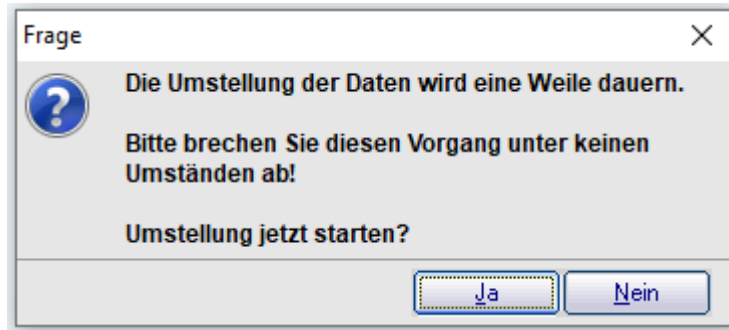 Frage
Die Umstellung der Daten wird eine Weile dauern.
Bitte brechen Sie diesen Vorgang unter keinen
Umständen ab!
Umstellung jetzt starten?
Ja
Nein